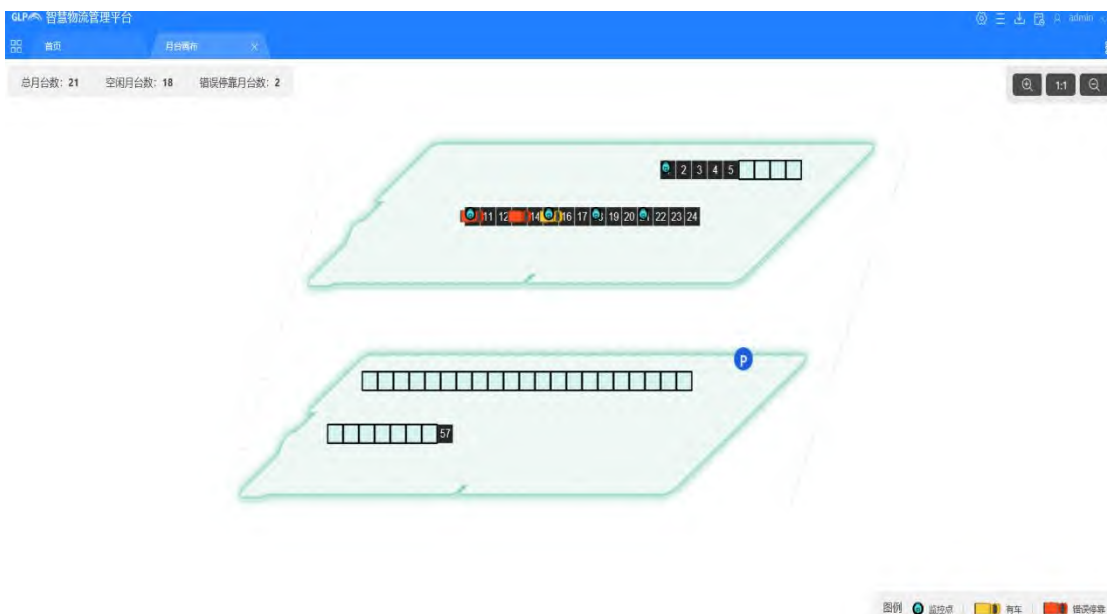 GLP 智慧物流管理平台
admin
首页
月台画布
总月台数: 21 空闲月台数: 18 错误停靠月台数: 2
1:1
2 3 4 5
11 12 14 16 17 19 20 22 23 24
P
57
图例 监控点 有车 错误停靠